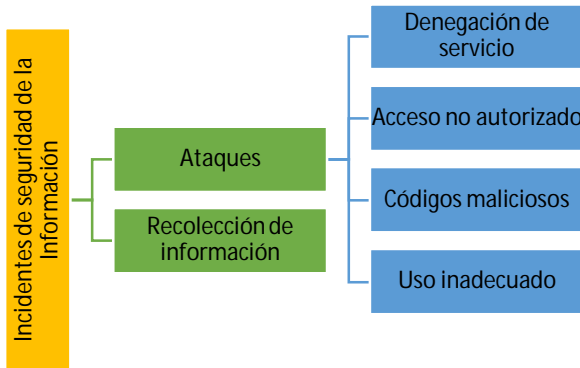 Incidentes de seguridad de la
Información
Ataques
Recolección de
información
Denegación de
servicio
Acceso no autorizado
Códigos maliciosos
Uso inadecuado